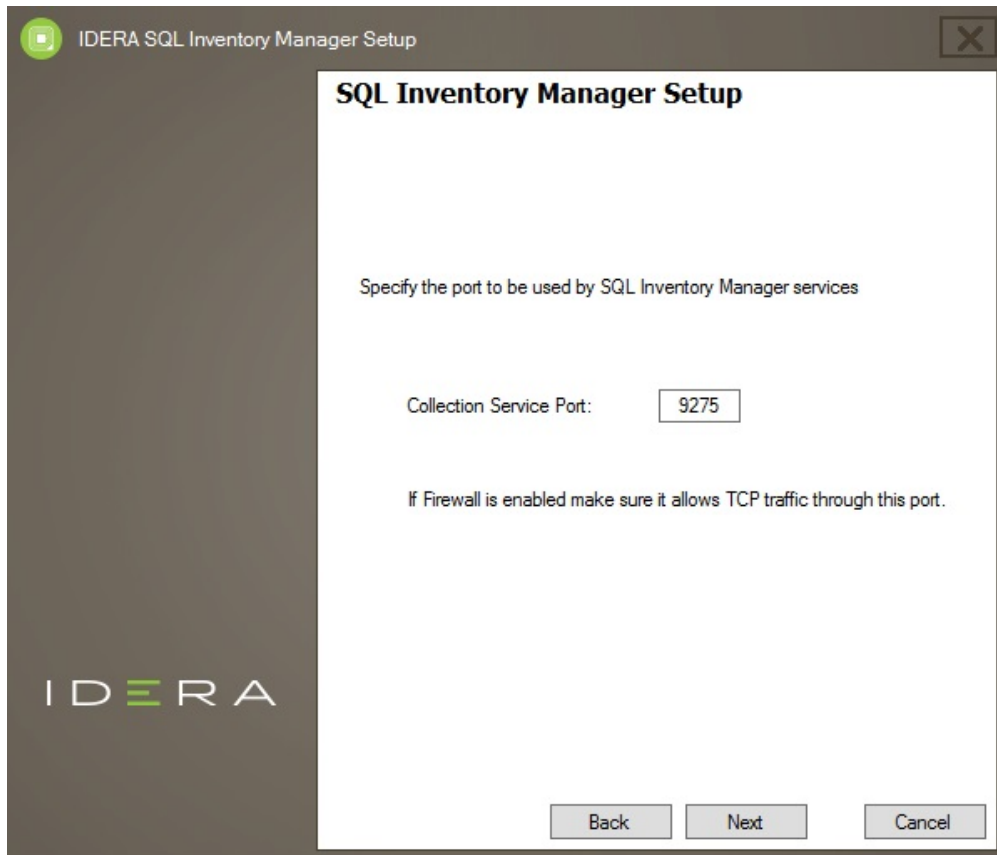 IDERA SQL Inventory Manager Setup
SQL Inventory Manager Setup
Specify the port to be used by SQL Inventory Manager services
Collection Service Port: 9275
If Firewall is enabled make sure it allows TCP traffic through this port.
IDERA
Back Next Cancel